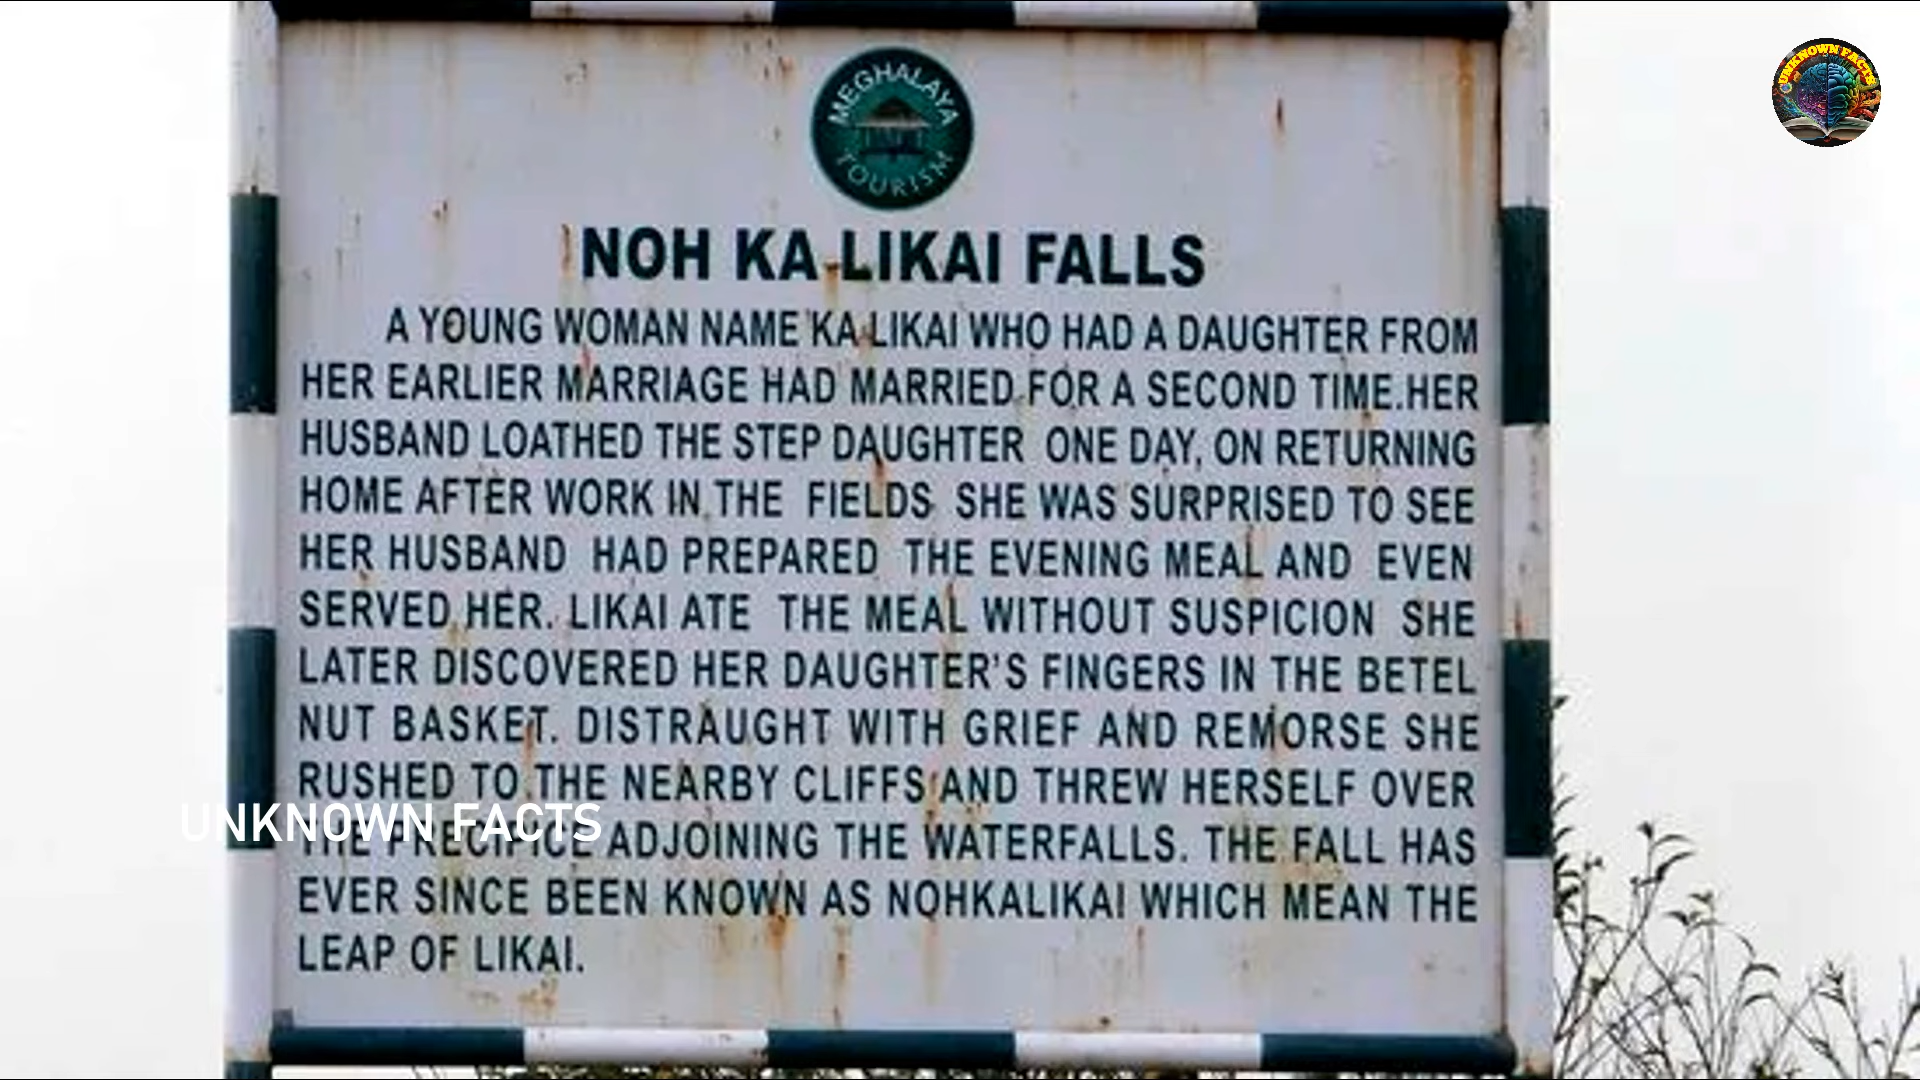 MEGHALAYA
TOURISM
UNKNOWN FACTS
NOH KA LIKAI FALLS
A YOUNG WOMAN NAME KA LIKAI WHO HAD A DAUGHTER FROM
HER EARLIER MARRIAGE HAD MARRIED FOR A SECOND TIME.HER
HUSBAND LOATHED THE STEP DAUGHTER ONE DAY, ON RETURNING
HOME AFTER WORK IN THE FIELDS SHE WAS SURPRISED TO SEE
HER HUSBAND HAD PREPARED THE EVENING MEAL AND EVEN
SERVED HER. LIKAI ATE THE MEAL WITHOUT SUSPICION SHE
LATER DISCOVERED HER DAUGHTER'S FINGERS IN THE BETEL
NUT BASKET. DISTRAUGHT WITH GRIEF AND REMORSE SHE
RUSHED TO THE NEARBY CLIFFS AND THREW HERSELF OVER
UNKNOWN FACTS
THE PRECIPICE ADJOINING THE WATERFALLS. THE FALL HAS
EVER SINCE BEEN KNOWN AS NOHKALIKAI WHICH MEAN THE
LEAP OF LIKAI.